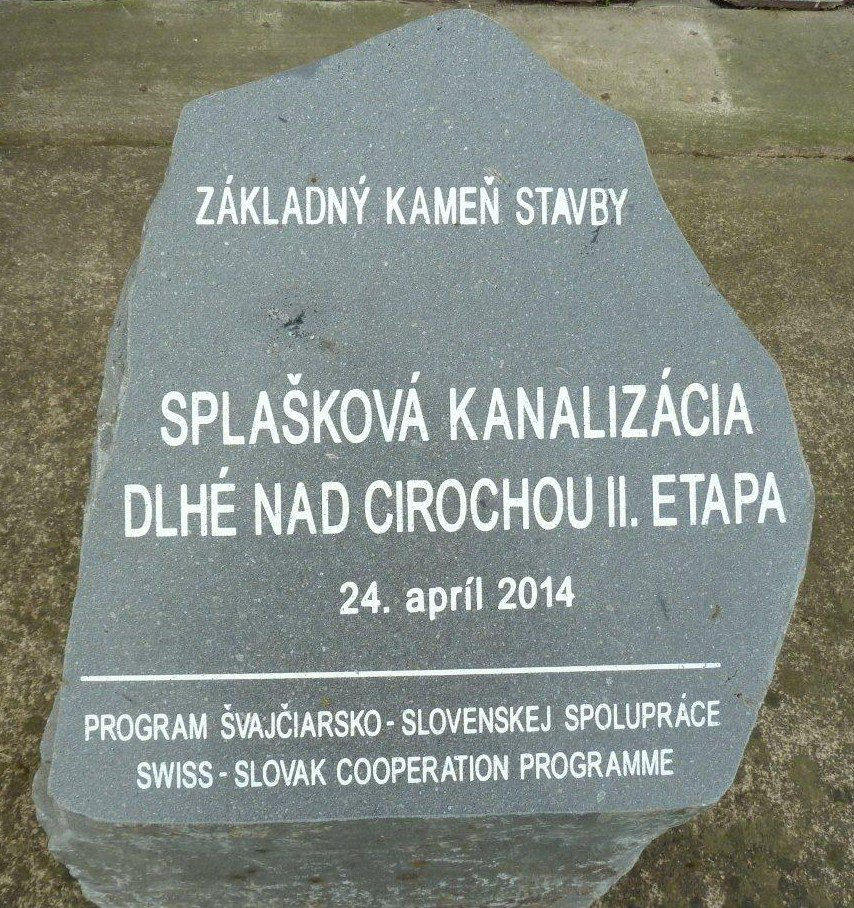 ZÁKLADNÝ KAMEŇ STAVBY
SPLAŠKOVÁ KANALIZÁCIA
DLHÉ NAD CIROCHOU II. ETAPA
24. apríl 2014
PROGRAM ŠVAJČIARSKO - SLOVENSKEJ SPOLUPRÁCE
SWISS - SLOVAK COOPERATION PROGRAMME